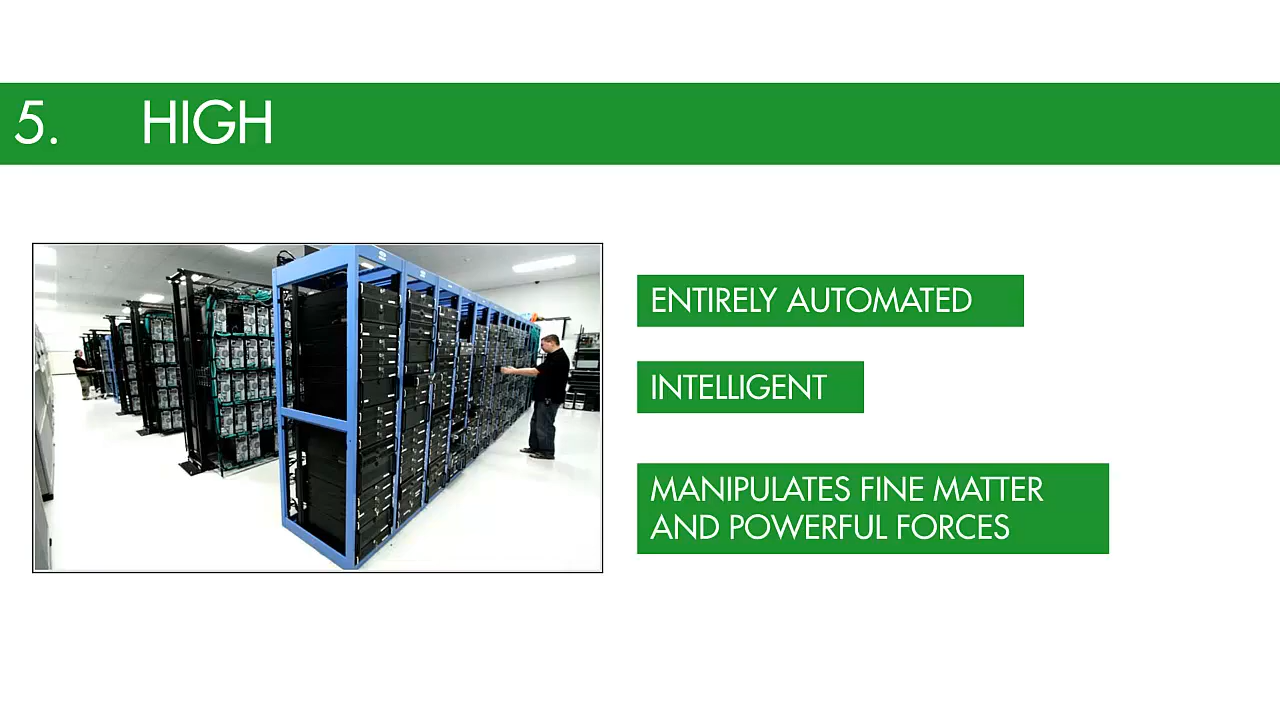 5. HIGH
ENTIRELY AUTOMATED
INTELLIGENT
MANIPULATES FINE MATTER
AND POWERFUL FORCES